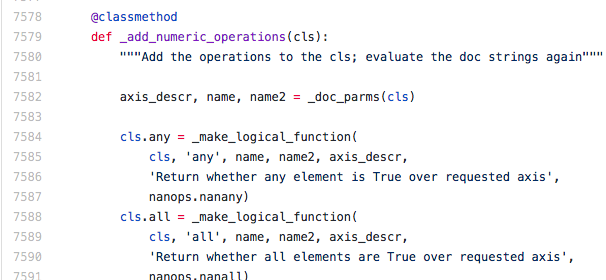 7578 @classmethod
7579 def _add_numeric_operations(cls):
7580 """Add the operations to the cls; evaluate the doc strings again"""
7581
7582 axis_descr, name, name2 = _doc_parms(cls)
7583
7584 cls.any = _make_logical_function(
7585 cls, 'any', name, name2, axis_descr,
7586 'Return whether any element is True over requested axis',
7587 nanops.nanany)
7588 cls.all = _make_logical_function(
7589 cls, 'all', name, name2, axis_descr,
7590 'Return whether all elements are True over requested axis',
7591 nanops.nanall)